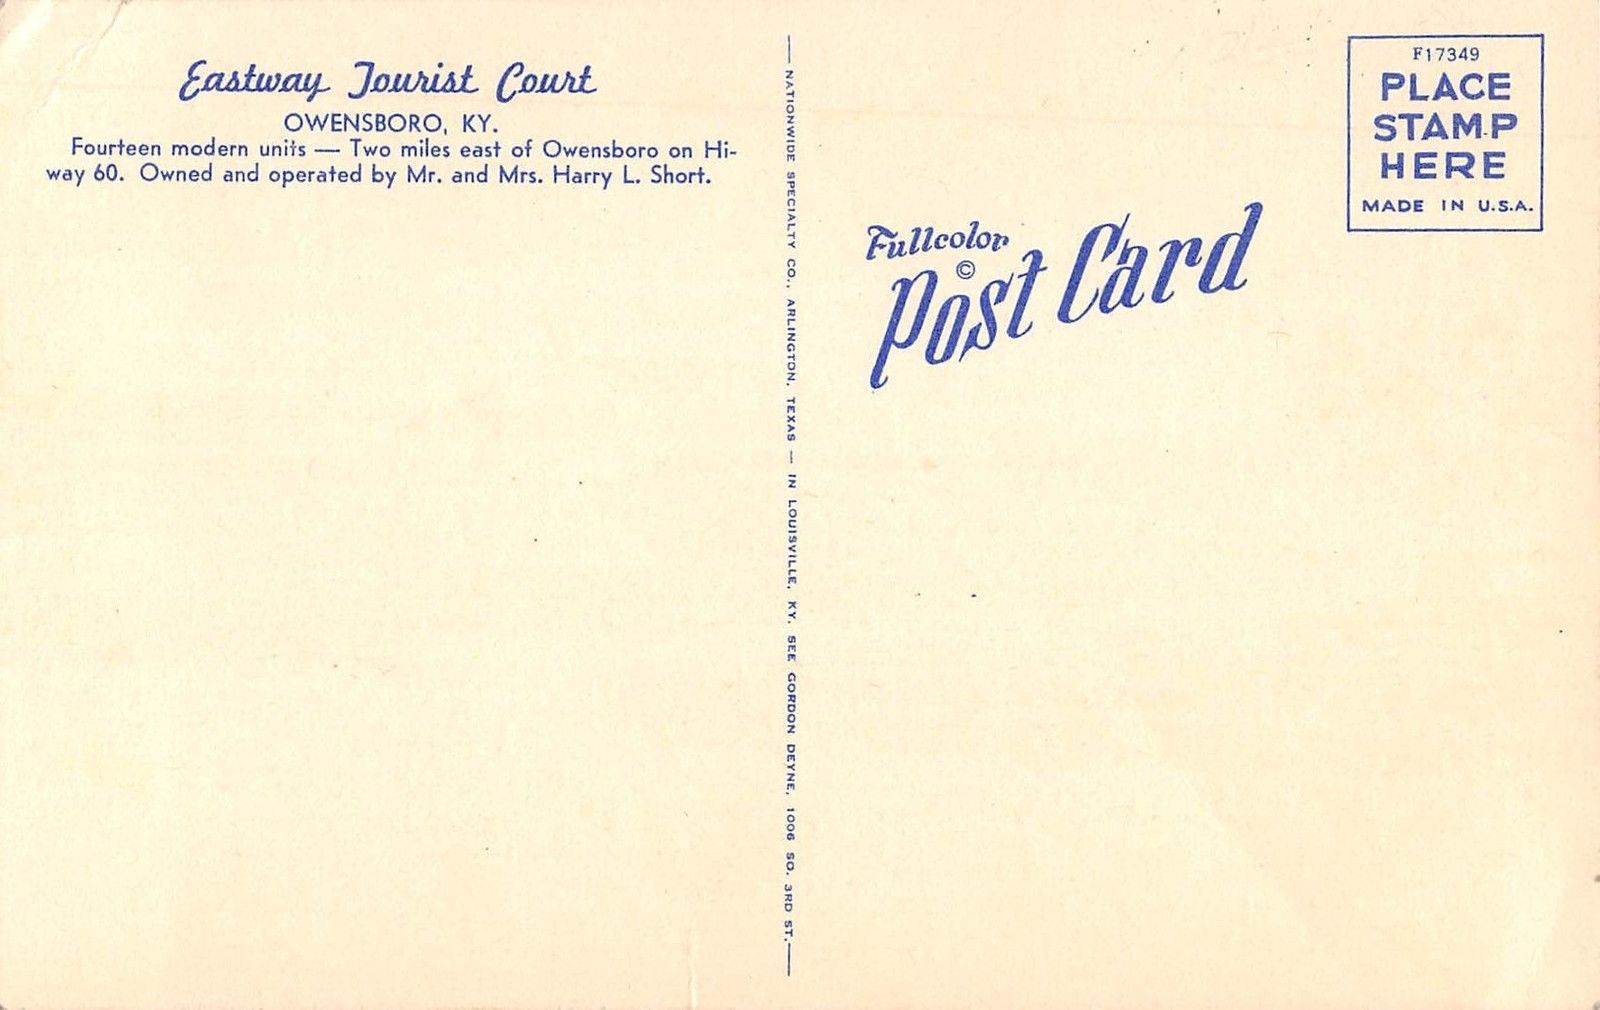 Eastway Tourist Court
OWENSBORO, KY.
Fourteen modern units — Two miles east of Owensboro on Hi-
way 60. Owned and operated by Mr. and Mrs. Harry L. Short.
— NATIONWIDE SPECIALTY CO., ARLINGTON, TEXAS — IN LOUISVILLE, KY. SEE GORDON DEYNE, 1006 SO. 3RD ST. —
Fullcolor
©
Post Card
F17349
PLACE
STAMP
HERE
MADE IN U.S.A.